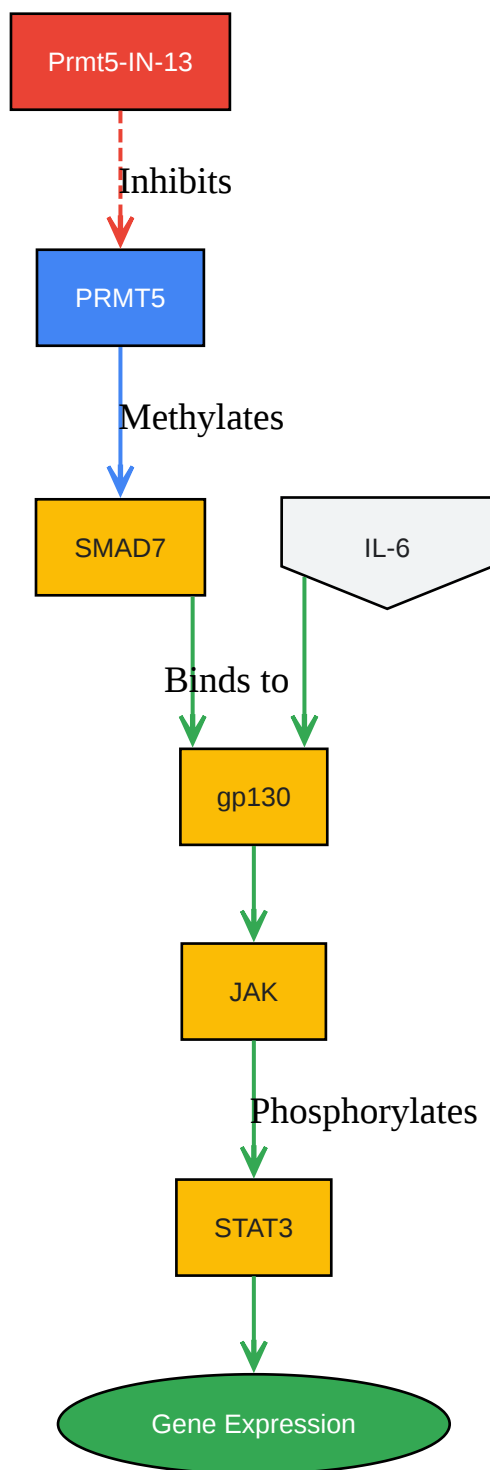 Prmt5-IN-13
Inhibits
PRMT5
Methylates
SMAD7
IL-6
Binds to
gp130
JAK
Phosphorylates
STAT3
Gene Expression